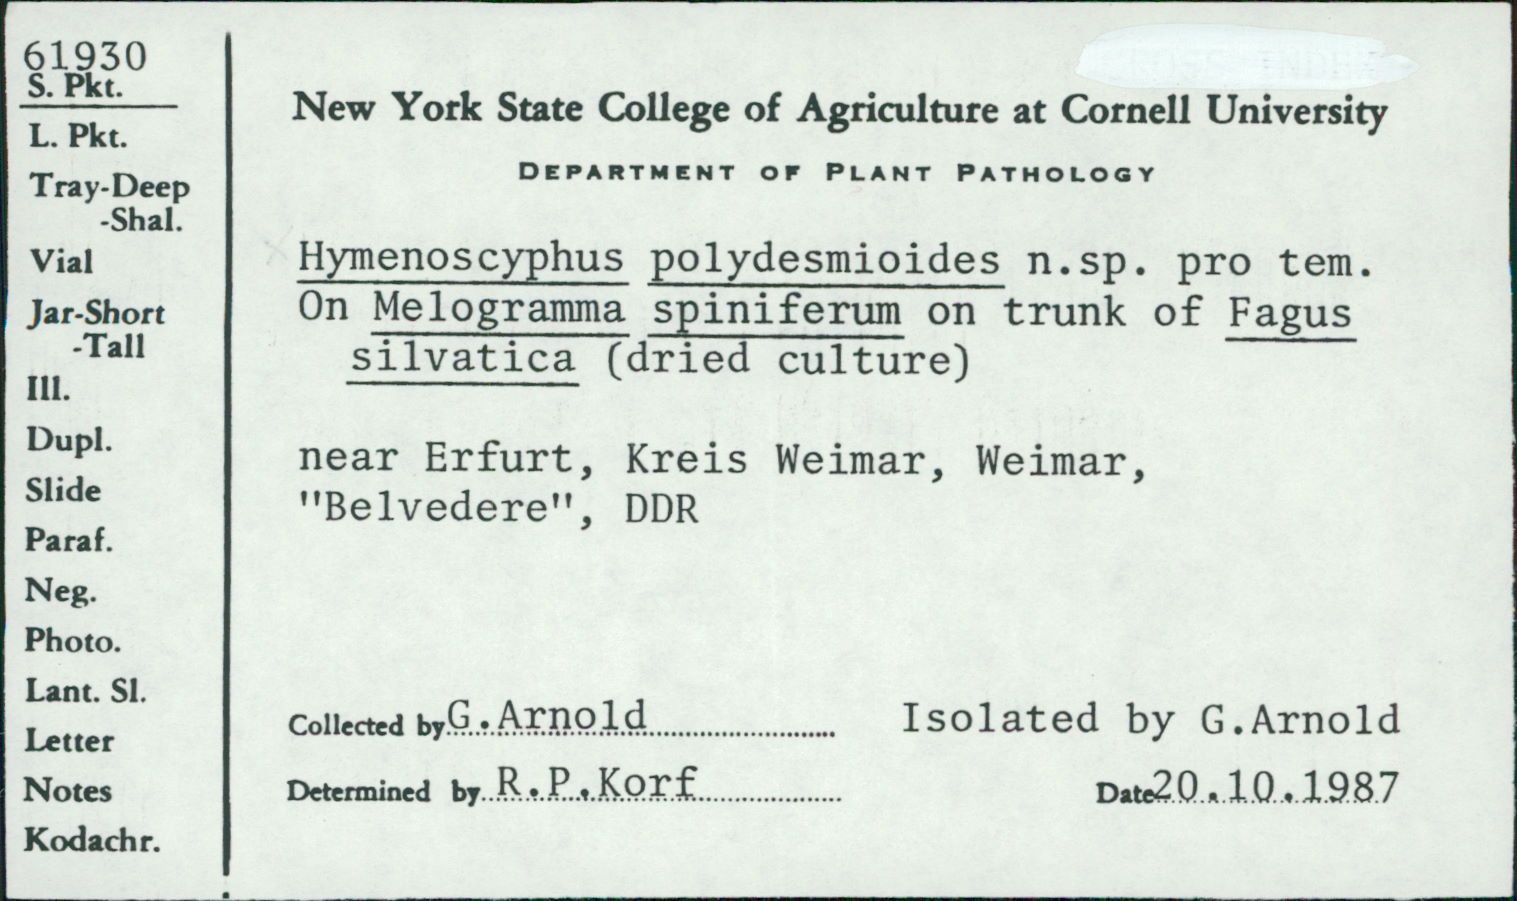 61930
S. Pkt.
L. Pkt.
Tray-Deep
-Shal.
Vial
Jar-Short
-Tall
Ill.
Dupl.
Slide
Paraf.
Neg.
Photo.
Lant. Sl.
Letter
Notes
Kodachr.
New York State College of Agriculture at Cornell University
DEPARTMENT OF PLANT PATHOLOGY
Hymenoscyphus polydesmioides n.sp. pro tem.
On Melogramma spiniferum on trunk of Fagus
silvatica (dried culture)
near Erfurt, Kreis Weimar, Weimar,
"Belvedere", DDR
Collected by G.Arnold Isolated by G.Arnold
Determined by R.P.Korf Date 20.10.1987